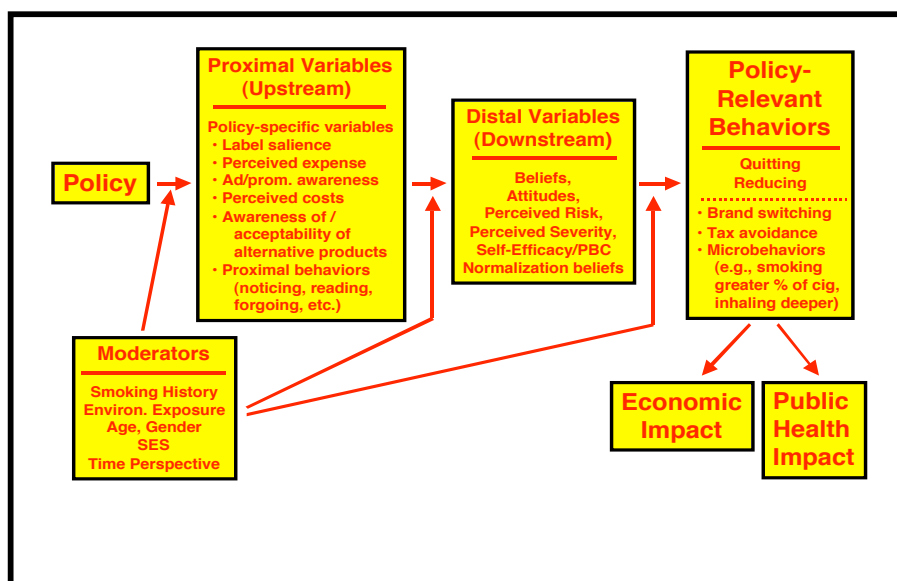 Policy
Proximal Variables
(Upstream)
Policy-specific variables
· Label salience
· Perceived expense
· Ad/prom. awareness
· Perceived costs
· Awareness of /
acceptability of
alternative products
· Proximal behaviors
(noticing, reading,
forgoing, etc.)
Distal Variables
(Downstream)
Beliefs,
Attitudes,
Perceived Risk,
Perceived Severity,
Self-Efficacy/PBC
Normalization beliefs
Policy-
Relevant
Behaviors
Quitting
Reducing
· Brand switching
· Tax avoidance
· Microbehaviors
(e.g., smoking
greater % of cig,
inhaling deeper)
Moderators
Smoking History
Environ. Exposure
Age, Gender
SES
Time Perspective
Economic
Impact
Public
Health
Impact